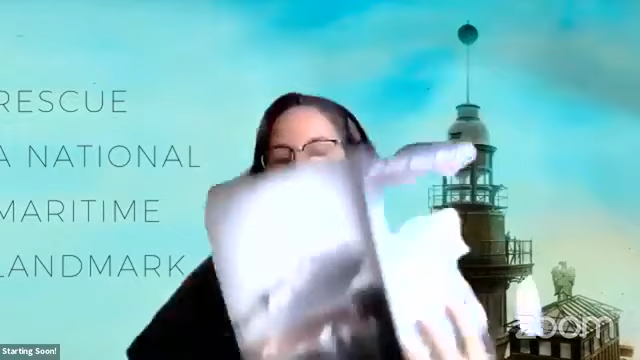 RESCUE
A NATIONAL
MARITIME
LANDMARK
zoom
Starting Soon!